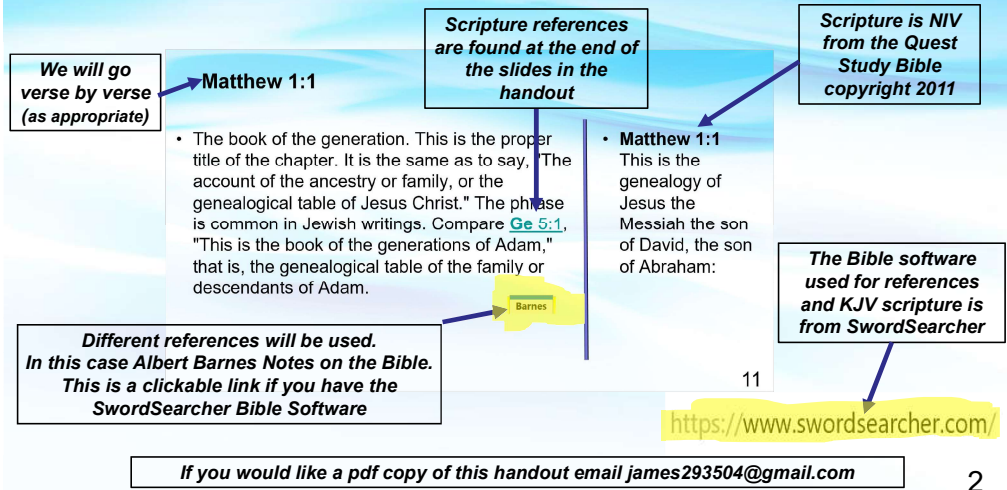 Scripture references
are found at the end of
the slides in the
handout
Scripture is NIV
from the Quest
Study Bible
copyright 2011
We will go
verse by verse
(as appropriate)
Matthew 1:1
• The book of the generation. This is the proper
title of the chapter. It is the same as to say, "The
account of the ancestry or family, or the
genealogical table of Jesus Christ." The phrase
is common in Jewish writings. Compare Ge 5:1,
"This is the book of the generations of Adam,"
that is, the genealogical table of the family or
descendants of Adam.
Barnes
• Matthew 1:1
This is the
genealogy of
Jesus the
Messiah the son
of David, the son
of Abraham:
The Bible software
used for references
and KJV scripture is
from SwordSearcher
Different references will be used.
In this case Albert Barnes Notes on the Bible.
This is a clickable link if you have the
SwordSearcher Bible Software
11
https://www.swordsearcher.com/
If you would like a pdf copy of this handout email james293504@gmail.com
2